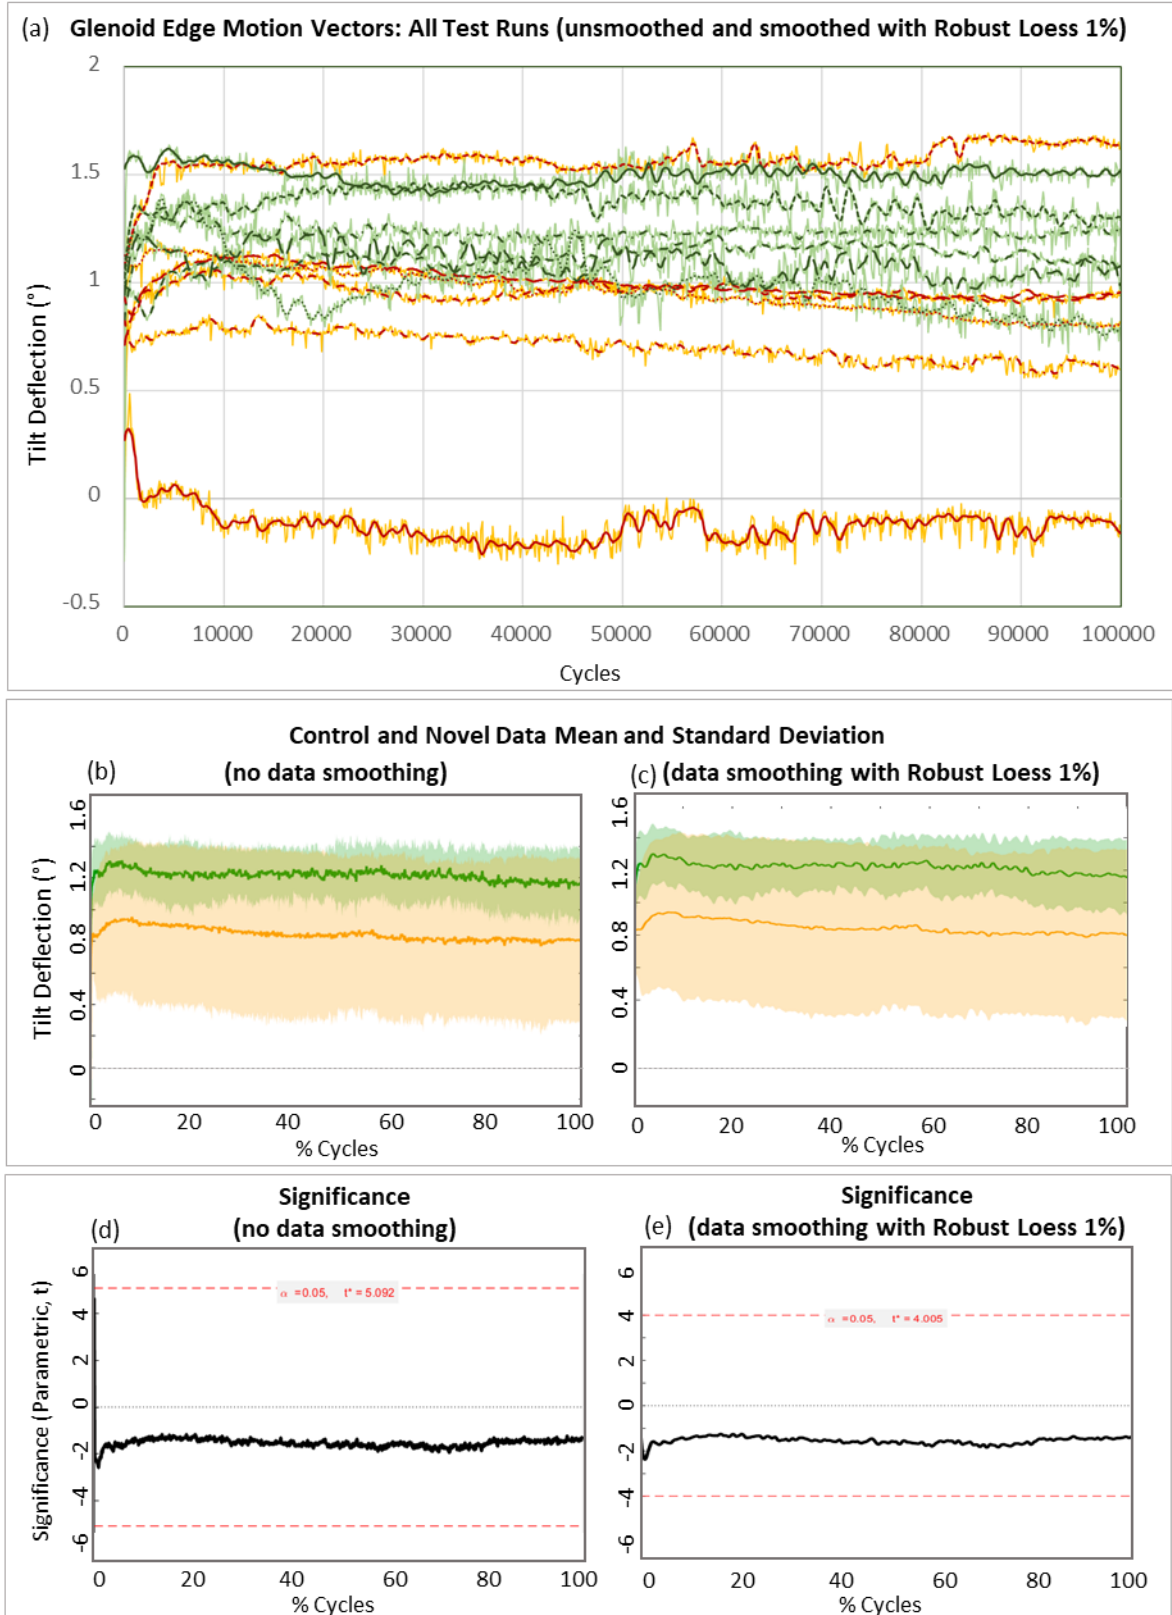 (a) Glenoid Edge Motion Vectors: All Test Runs (unsmoothed and smoothed with Robust Loess 1%)
2
1.5
1
0.5
0
-0.5
Tilt Deflection (°)
0 10000 20000 30000 40000 50000 60000 70000 80000 90000 100000
Cycles
Control and Novel Data Mean and Standard Deviation
(b) (no data smoothing)
(c) (data smoothing with Robust Loess 1%)
1.6
1.2
0.8
0.4
0
Tilt Deflection (°)
0 20 40 60 80 100
% Cycles
1.6
1.2
0.8
0.4
0
0 20 40 60 80 100
% Cycles
Significance
(d) (no data smoothing)
Significance
(e) (data smoothing with Robust Loess 1%)
6
4
2
0
-2
-4
-6
Significance (Parametric, t)
α =0.05, t* = 5.092
0 20 40 60 80 100
% Cycles
6
4
2
0
-2
-4
-6
α =0.05, t* = 4.005
0 20 40 60 80 100
% Cycles